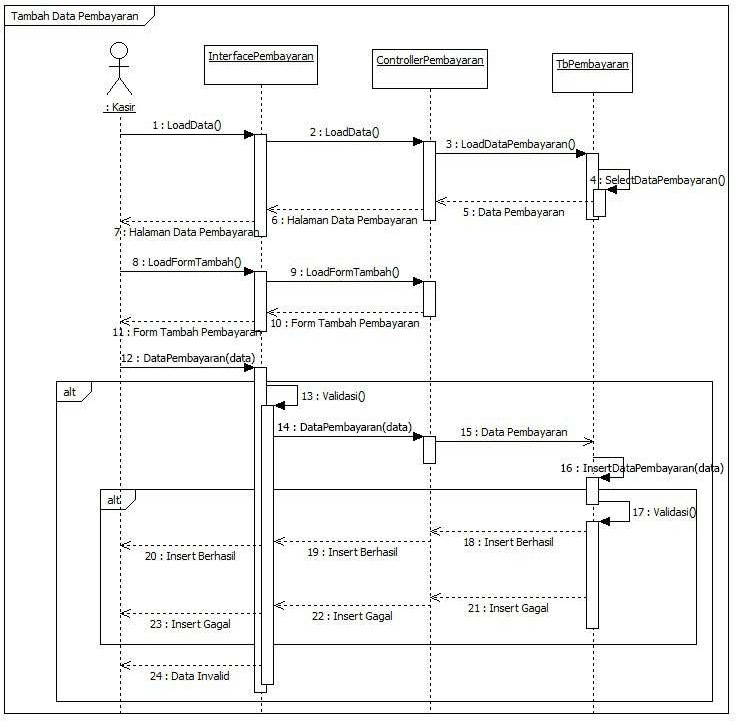 Tambah Data Pembayaran
: Kasir
InterfacePembayaran
ControllerPembayaran
TbPembayaran
1 : LoadData()
2 : LoadData()
3 : LoadDataPembayaran()
4 : SelectDataPembayaran()
5 : Data Pembayaran
6 : Halaman Data Pembayaran
7 : Halaman Data Pembayaran
8 : LoadFormTambah()
9 : LoadFormTambah()
10 : Form Tambah Pembayaran
11 : Form Tambah Pembayaran
12 : DataPembayaran(data)
alt
13 : Validasi()
14 : DataPembayaran(data)
15 : Data Pembayaran
16 : InsertDataPembayaran(data)
alt
17 : Validasi()
18 : Insert Berhasil
19 : Insert Berhasil
20 : Insert Berhasil
21 : Insert Gagal
22 : Insert Gagal
23 : Insert Gagal
24 : Data Invalid